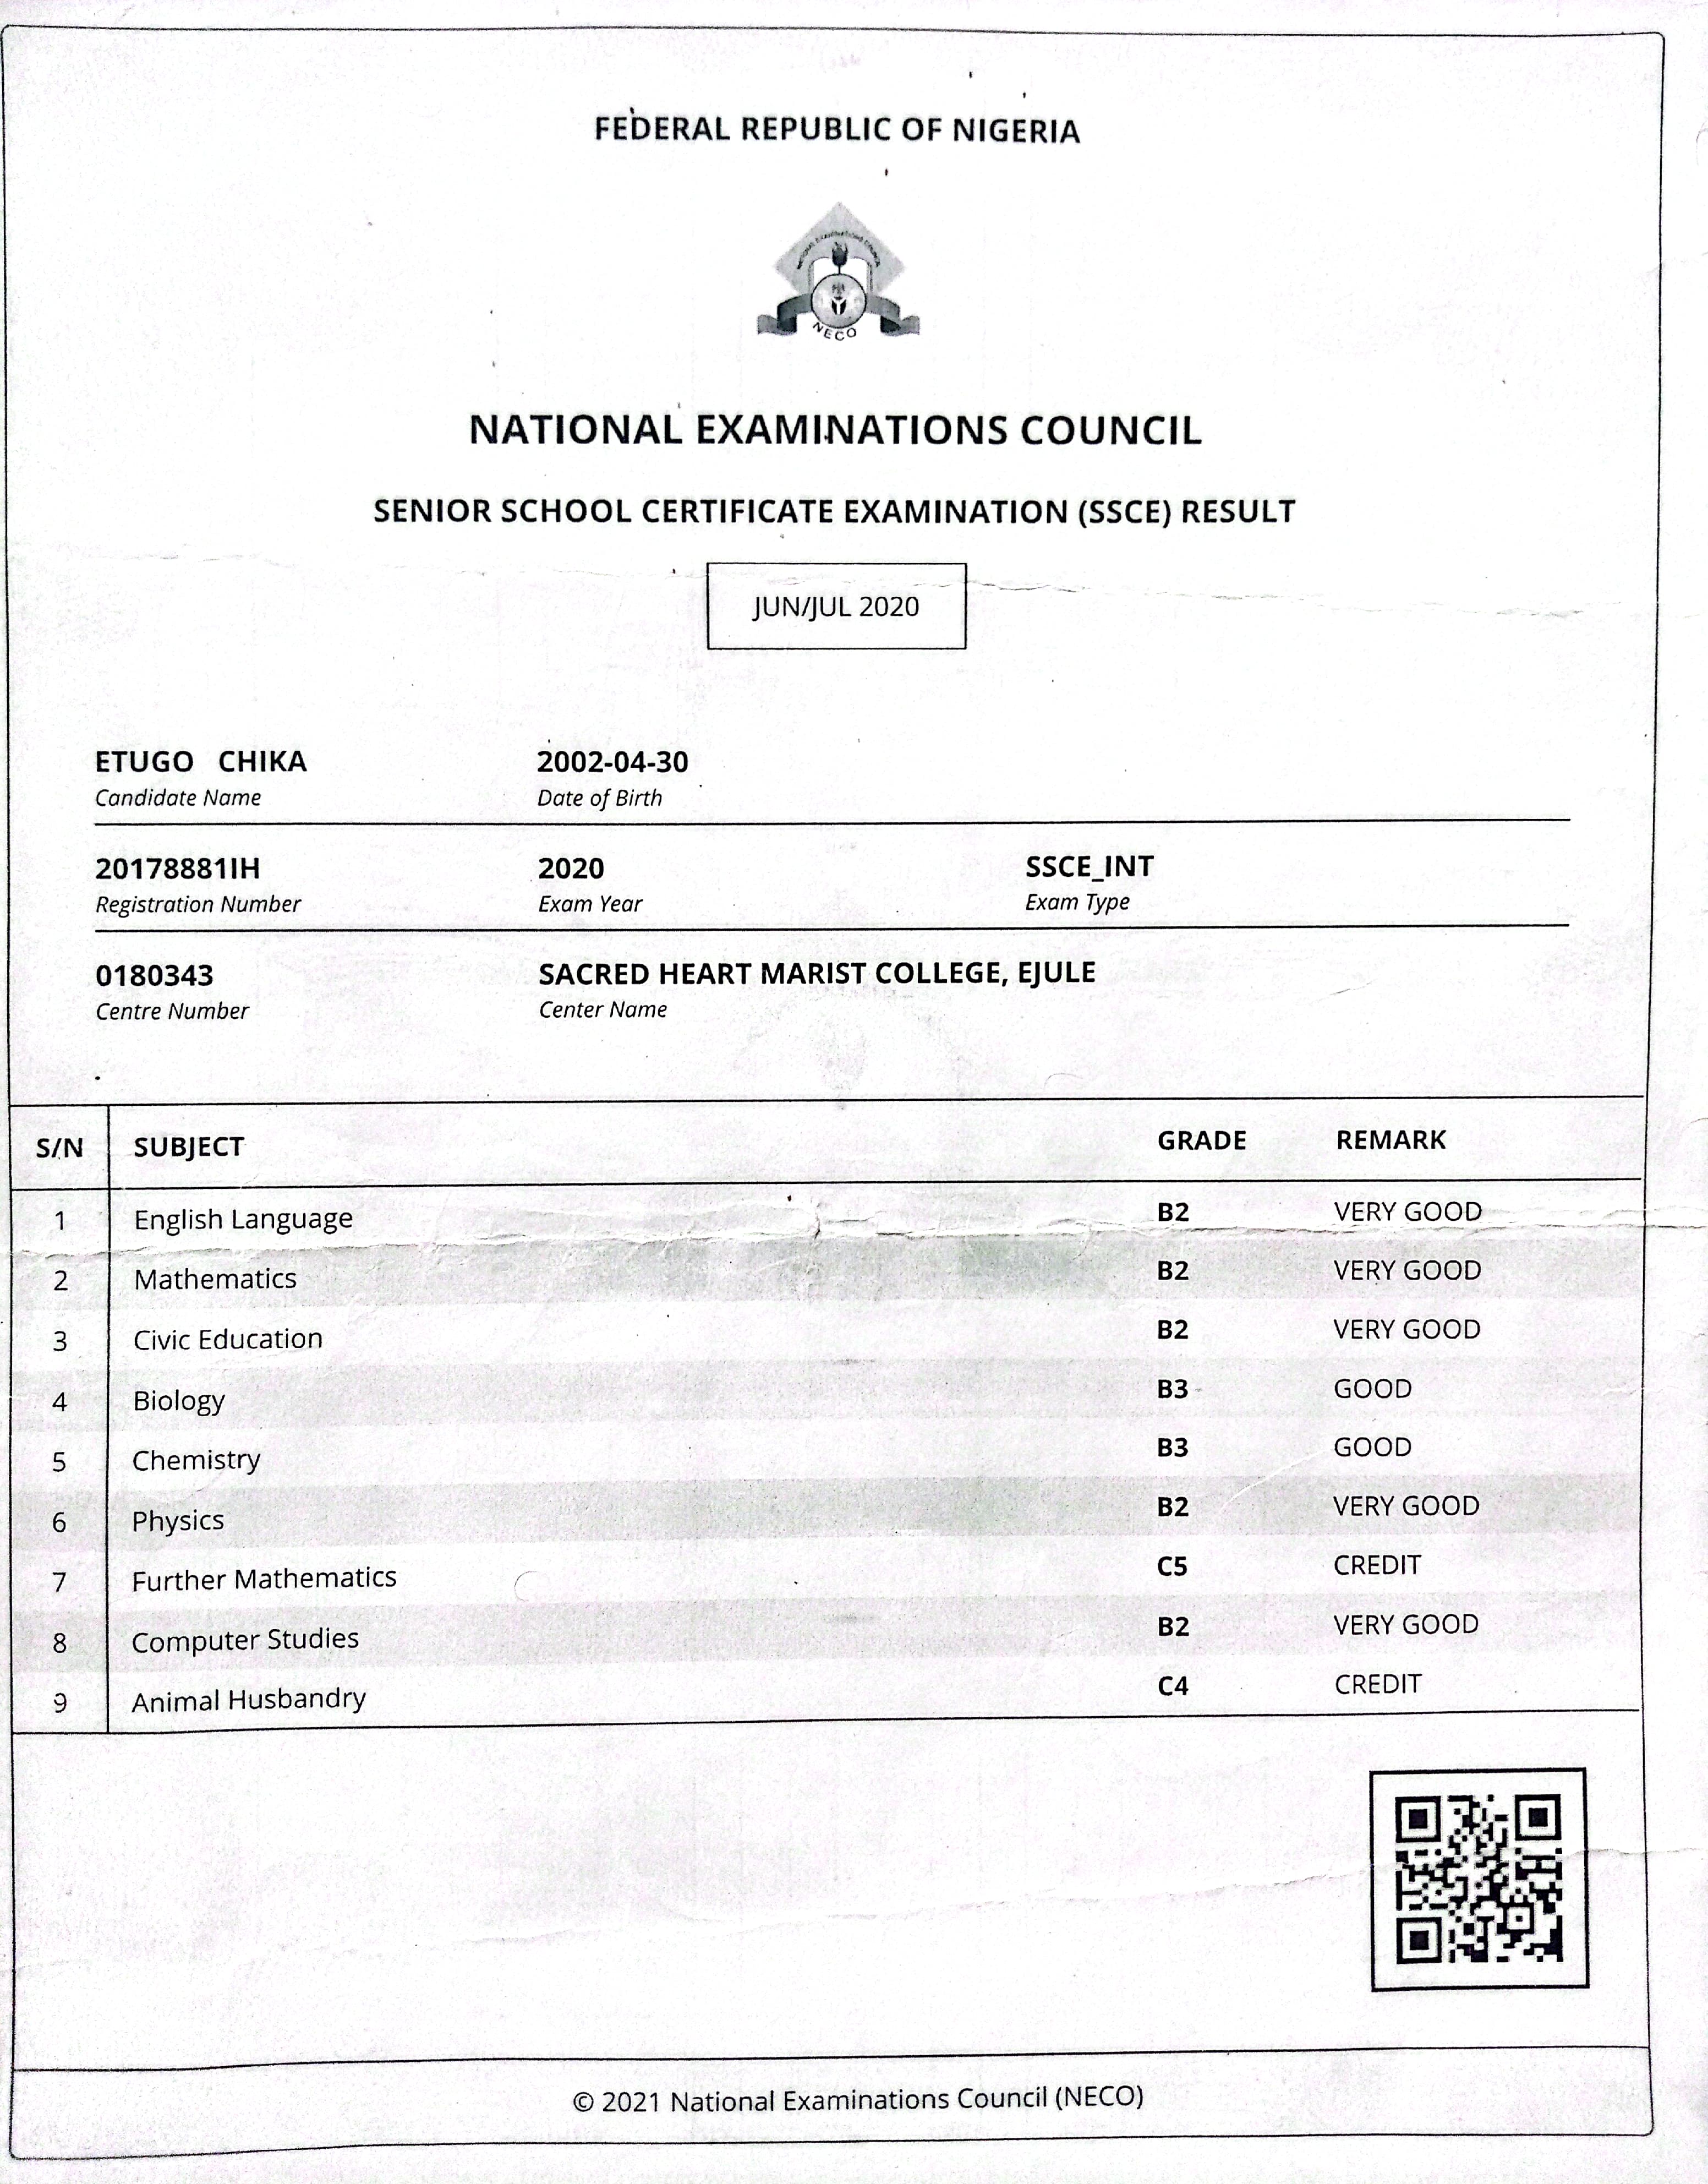 FEDERAL REPUBLIC OF NIGERIA
NATIONAL EXAMINATIONS COUNCIL
NECO
NATIONAL EXAMINATIONS COUNCIL
SENIOR SCHOOL CERTIFICATE EXAMINATION (SSCE) RESULT
JUN/JUL 2020
ETUGO CHIKA 2002-04-30
Candidate Name Date of Birth
20178881IH 2020 SSCE_INT
Registration Number Exam Year Exam Type
0180343 SACRED HEART MARIST COLLEGE, EJULE
Centre Number Center Name
S/N SUBJECT GRADE REMARK
1 English Language B2 VERY GOOD
2 Mathematics B2 VERY GOOD
3 Civic Education B2 VERY GOOD
4 Biology B3 GOOD
5 Chemistry B3 GOOD
6 Physics B2 VERY GOOD
7 Further Mathematics C5 CREDIT
8 Computer Studies B2 VERY GOOD
9 Animal Husbandry C4 CREDIT
© 2021 National Examinations Council (NECO)